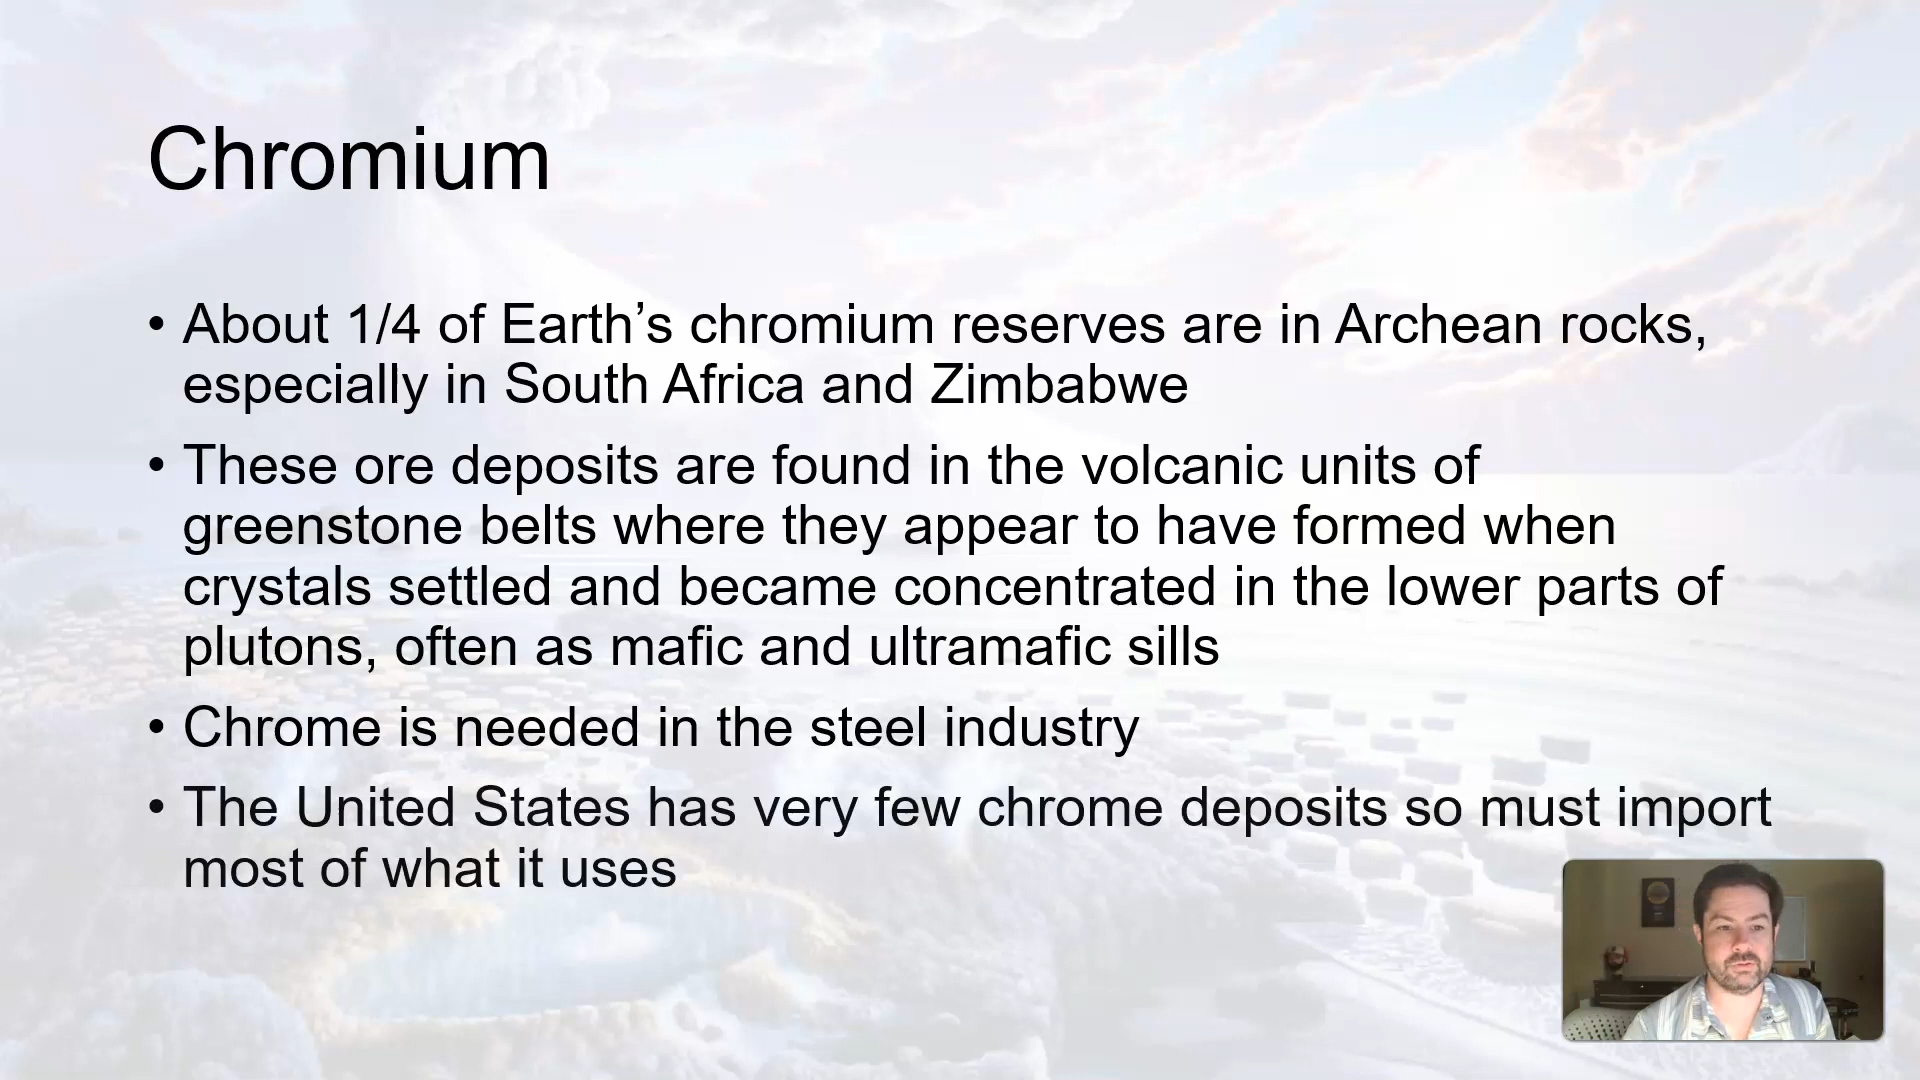 Chromium
• About 1/4 of Earth’s chromium reserves are in Archean rocks,
especially in South Africa and Zimbabwe
• These ore deposits are found in the volcanic units of
greenstone belts where they appear to have formed when
crystals settled and became concentrated in the lower parts of
plutons, often as mafic and ultramafic sills
• Chrome is needed in the steel industry
• The United States has very few chrome deposits so must import
most of what it uses